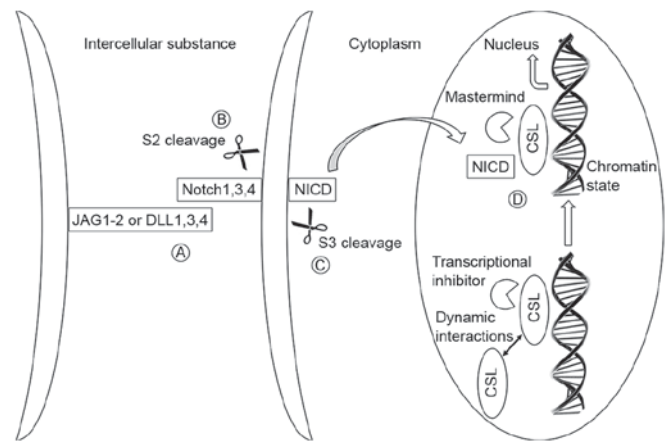 Intercellular substance
Cytoplasm
Nucleus
B
S2 cleavage
Notch1,3,4
NICD
JAG1-2 or DLL1,3,4
A
S3 cleavage
C
Mastermind
CSL
NICD
D
Chromatin
state
Transcriptional
inhibitor
CSL
Dynamic
interactions
CSL